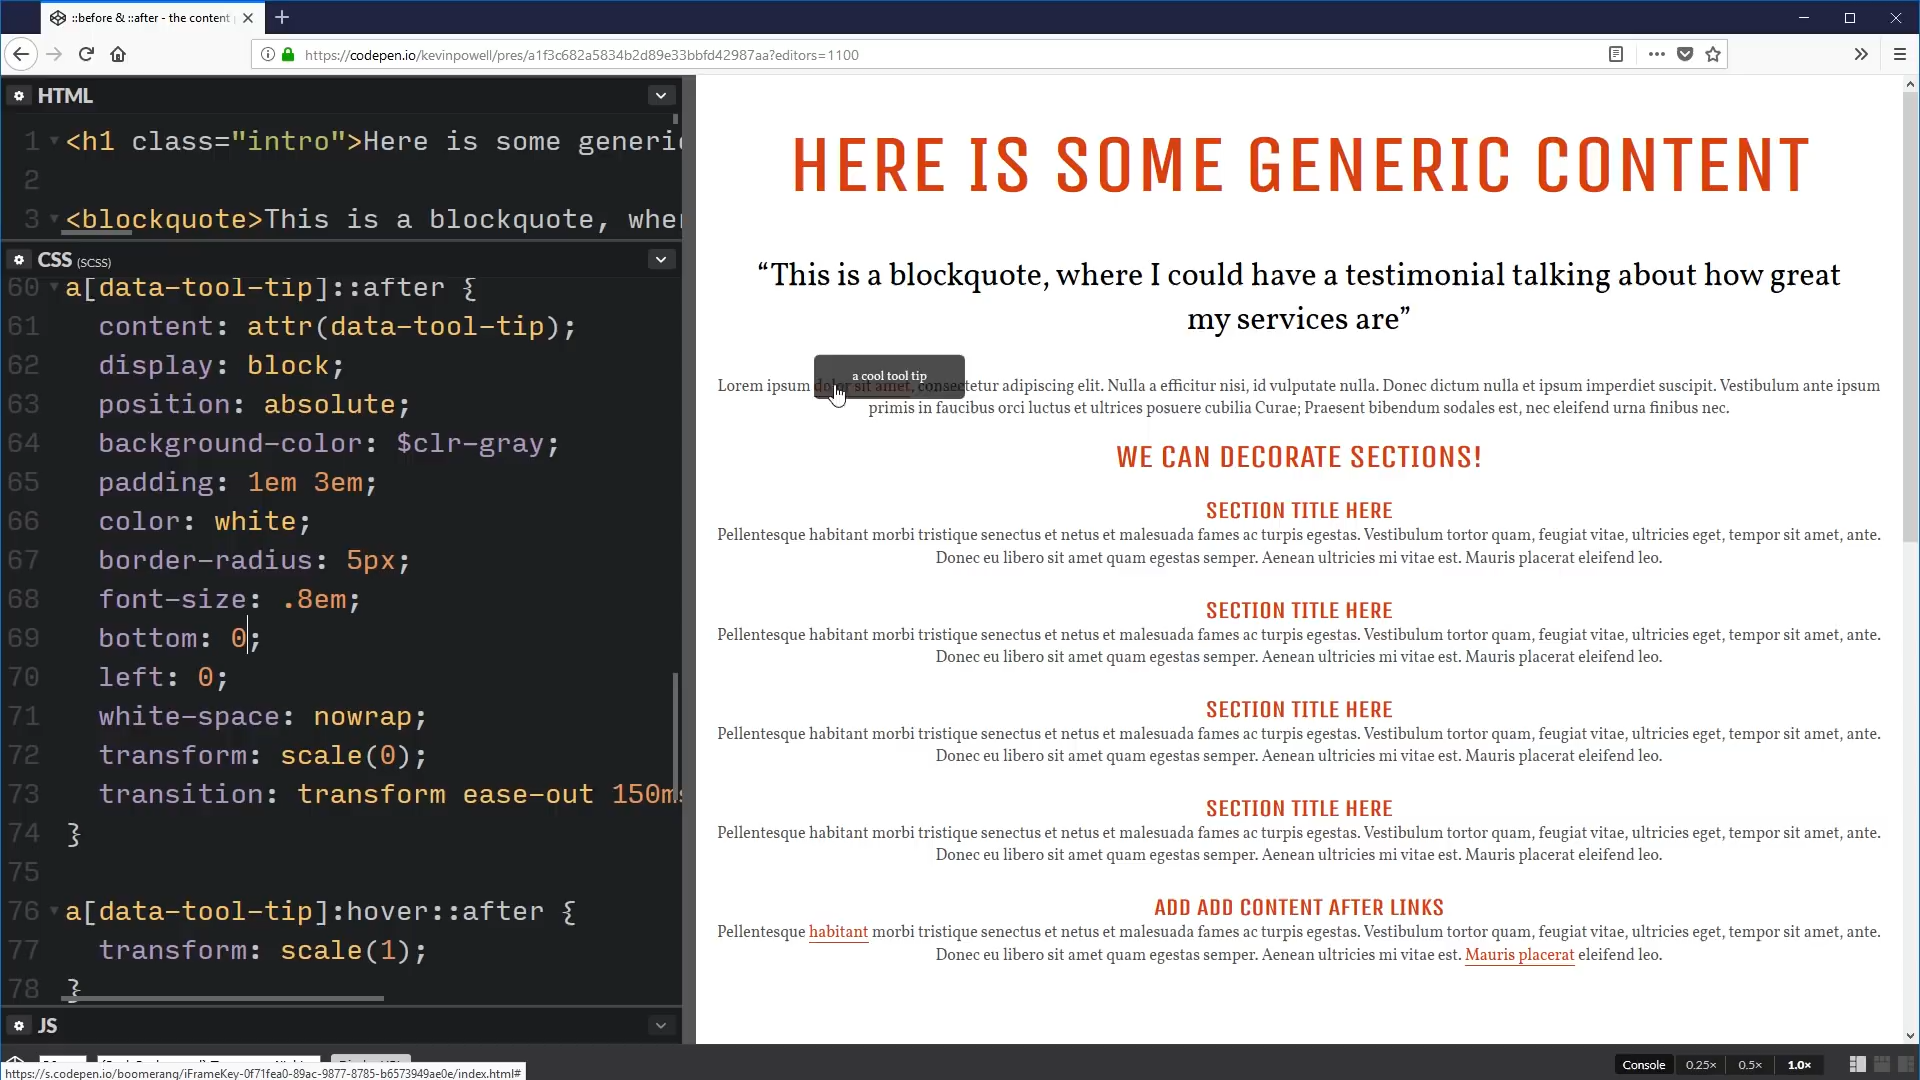 ::before & ::after - the content
https://codepen.io/kevinpowell/pres/a1f3c682a5834b2d89e33bbfd42987aa?editors=1100
HTML
1 <h1 class="intro">Here is some generic
2
3 <blockquote>This is a blockquote, wher
CSS (SCSS)
60 a[data-tool-tip]::after {
61 content: attr(data-tool-tip);
62 display: block;
63 position: absolute;
64 background-color: $clr-gray;
65 padding: 1em 3em;
66 color: white;
67 border-radius: 5px;
68 font-size: .8em;
69 bottom: 0;
70 left: 0;
71 white-space: nowrap;
72 transform: scale(0);
73 transition: transform ease-out 150ms
74 }
75
76 a[data-tool-tip]:hover::after {
77 transform: scale(1);
78 }
JS
https://s.codepen.io/boomerang/iFrameKey-0f71fea0-89ac-9877-8785-b6573949ae0e/index.html#
HERE IS SOME GENERIC CONTENT
“This is a blockquote, where I could have a testimonial talking about how great
my services are”
a cool tool tip
Lorem ipsum dolor sit amet, consectetur adipiscing elit. Nulla a efficitur nisi, id vulputate nulla. Donec dictum nulla et ipsum imperdiet suscipit. Vestibulum ante ipsum
primis in faucibus orci luctus et ultrices posuere cubilia Curae; Praesent bibendum sodales est, nec eleifend urna finibus nec.
WE CAN DECORATE SECTIONS!
SECTION TITLE HERE
Pellentesque habitant morbi tristique senectus et netus et malesuada fames ac turpis egestas. Vestibulum tortor quam, feugiat vitae, ultricies eget, tempor sit amet, ante.
Donec eu libero sit amet quam egestas semper. Aenean ultricies mi vitae est. Mauris placerat eleifend leo.
SECTION TITLE HERE
Pellentesque habitant morbi tristique senectus et netus et malesuada fames ac turpis egestas. Vestibulum tortor quam, feugiat vitae, ultricies eget, tempor sit amet, ante.
Donec eu libero sit amet quam egestas semper. Aenean ultricies mi vitae est. Mauris placerat eleifend leo.
SECTION TITLE HERE
Pellentesque habitant morbi tristique senectus et netus et malesuada fames ac turpis egestas. Vestibulum tortor quam, feugiat vitae, ultricies eget, tempor sit amet, ante.
Donec eu libero sit amet quam egestas semper. Aenean ultricies mi vitae est. Mauris placerat eleifend leo.
SECTION TITLE HERE
Pellentesque habitant morbi tristique senectus et netus et malesuada fames ac turpis egestas. Vestibulum tortor quam, feugiat vitae, ultricies eget, tempor sit amet, ante.
Donec eu libero sit amet quam egestas semper. Aenean ultricies mi vitae est. Mauris placerat eleifend leo.
ADD ADD CONTENT AFTER LINKS
Pellentesque habitant morbi tristique senectus et netus et malesuada fames ac turpis egestas. Vestibulum tortor quam, feugiat vitae, ultricies eget, tempor sit amet, ante.
Donec eu libero sit amet quam egestas semper. Aenean ultricies mi vitae est. Mauris placerat eleifend leo.
Console 0.25× 0.5× 1.0×